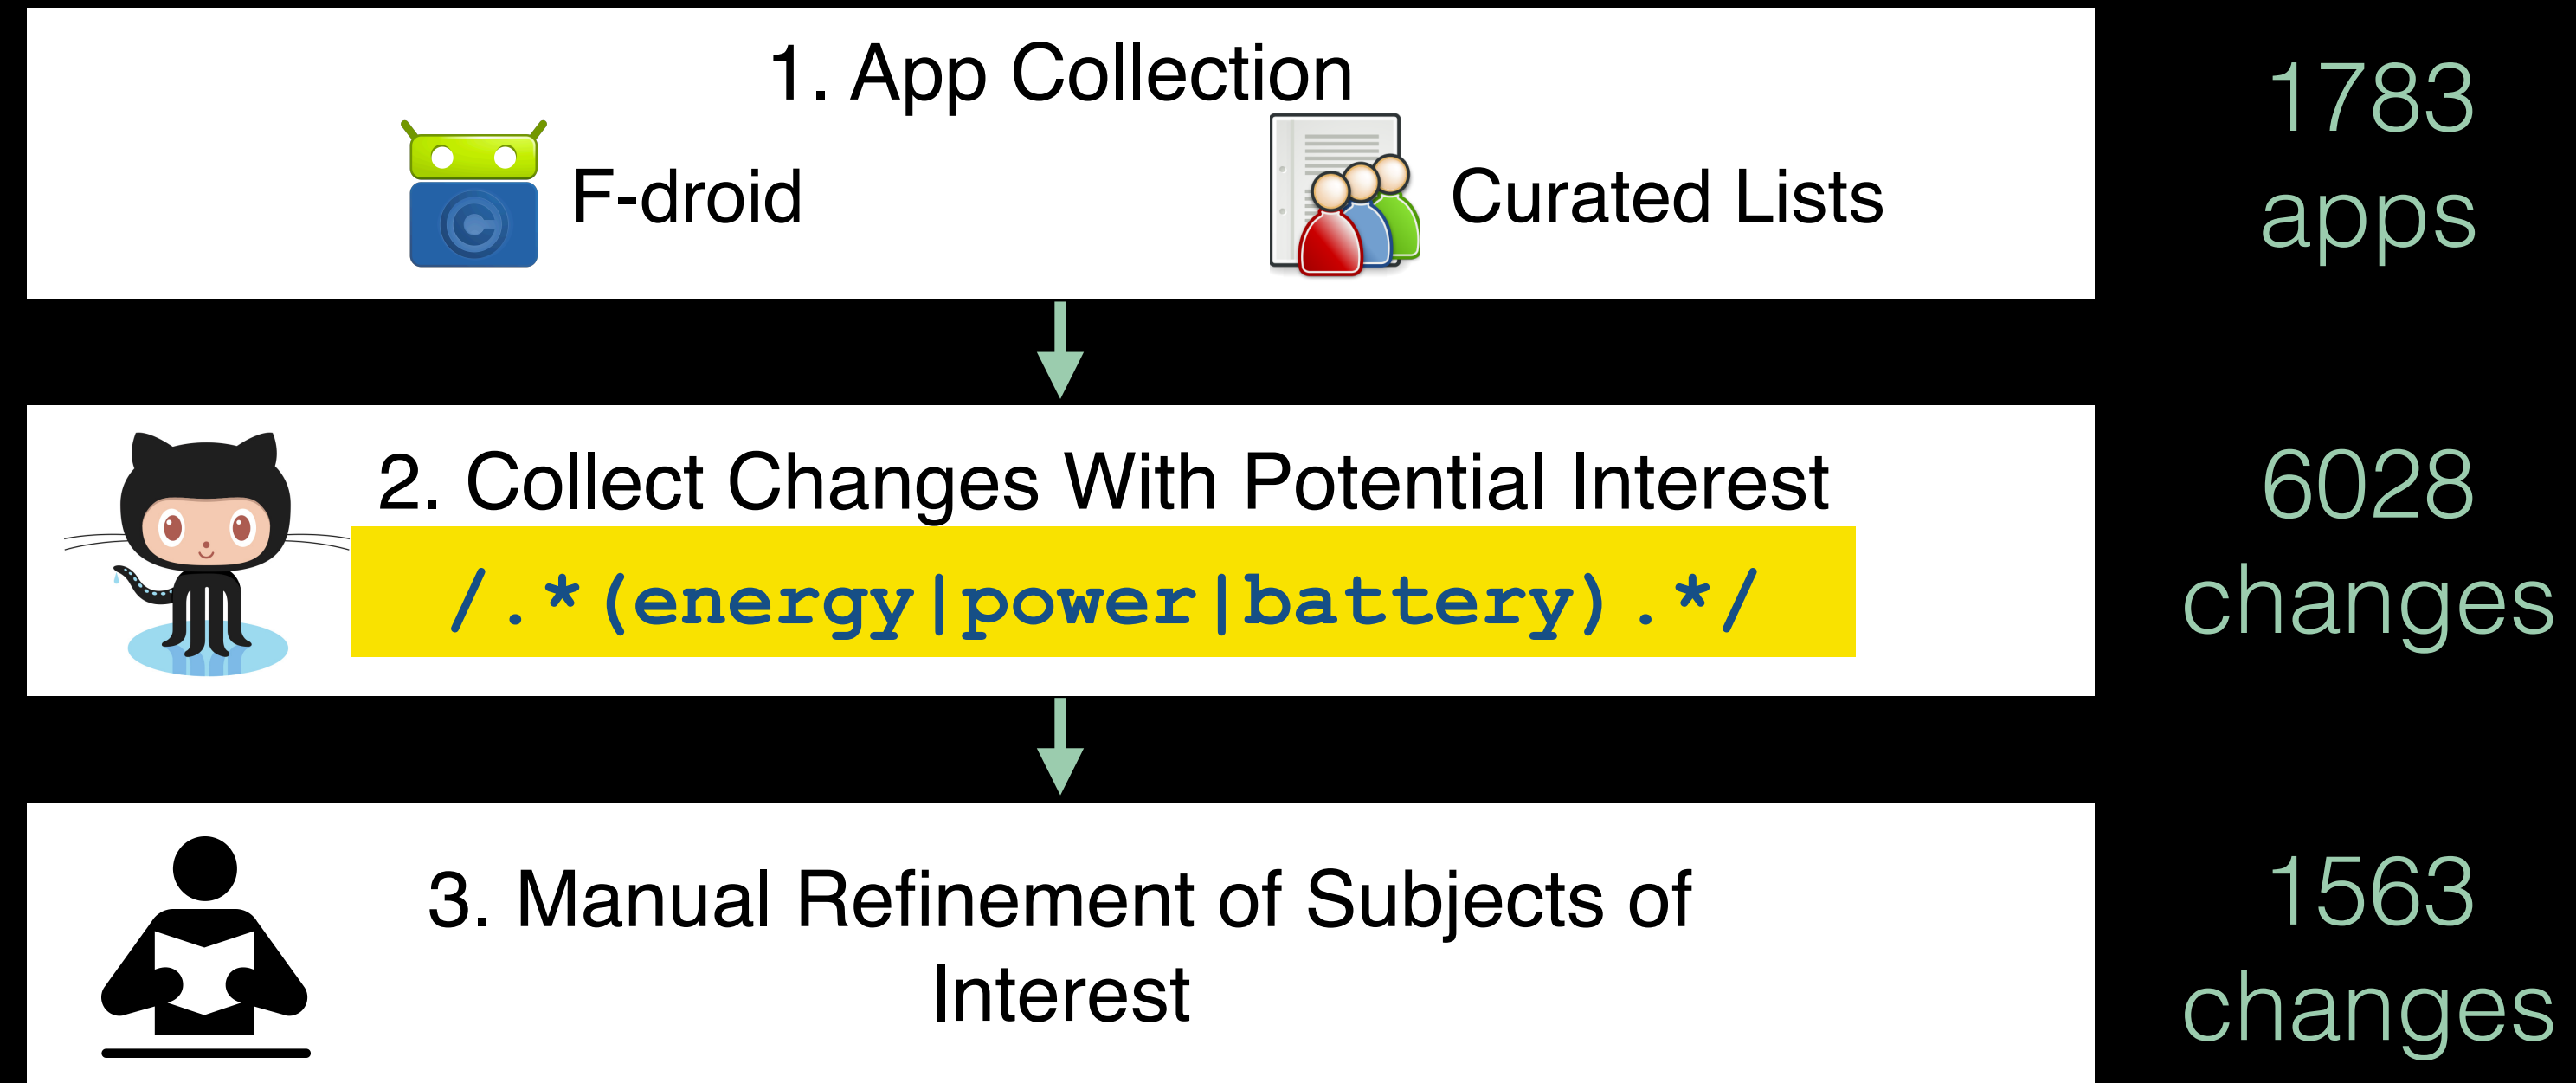 1. App Collection
F-droid
Curated Lists
1783
apps
2. Collect Changes With Potential Interest
/.*(energy|power|battery).*/
6028
changes
3. Manual Refinement of Subjects of
Interest
1563
changes